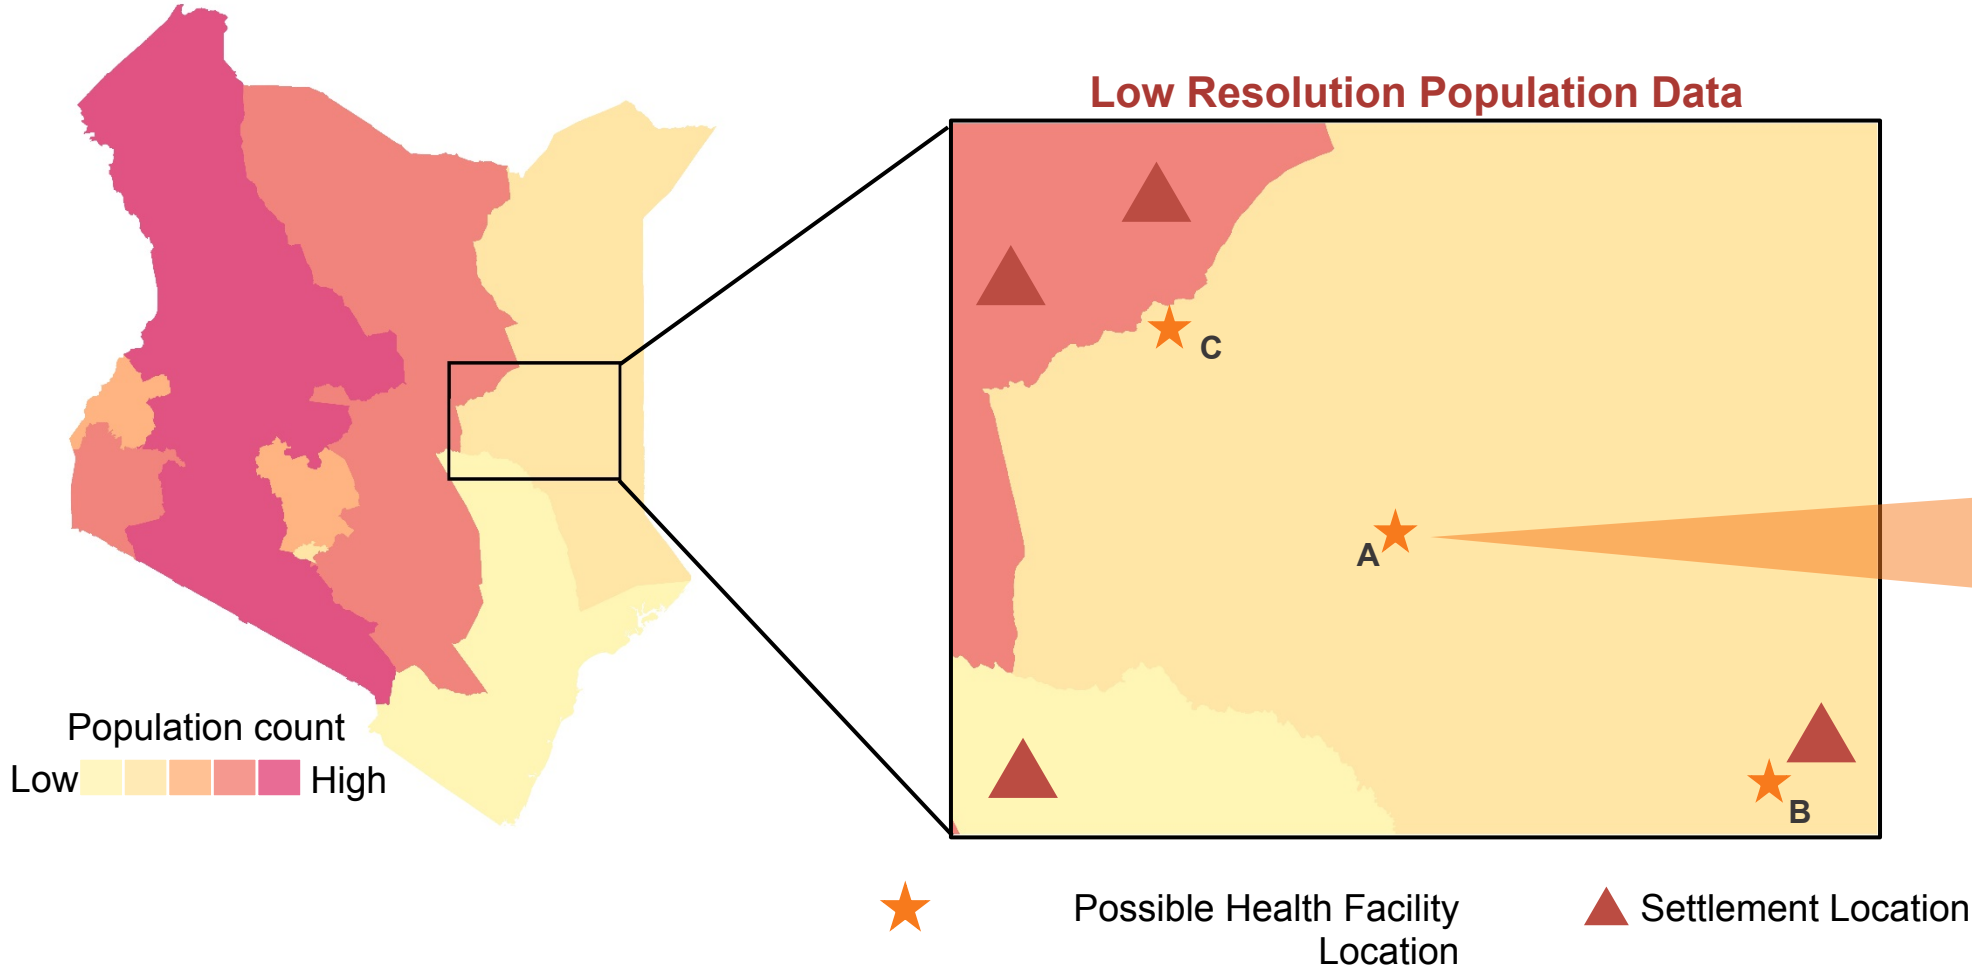 Low Resolution Population Data
C
A
B
Population count
Low High
Possible Health Facility
Location
Settlement Location